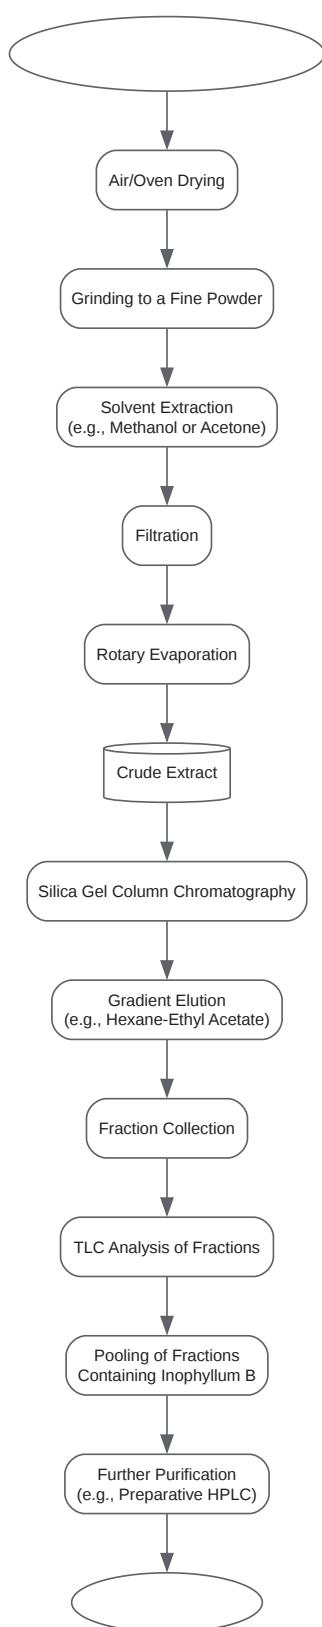 Air/Oven Drying
Grinding to a Fine Powder
Solvent Extraction
(e.g., Methanol or Acetone)
Filtration
Rotary Evaporation
Crude Extract
Silica Gel Column Chromatography
Gradient Elution
(e.g., Hexane-Ethyl Acetate)
Fraction Collection
TLC Analysis of Fractions
Pooling of Fractions
Containing Inophyllum B
Further Purification
(e.g., Preparative HPLC)